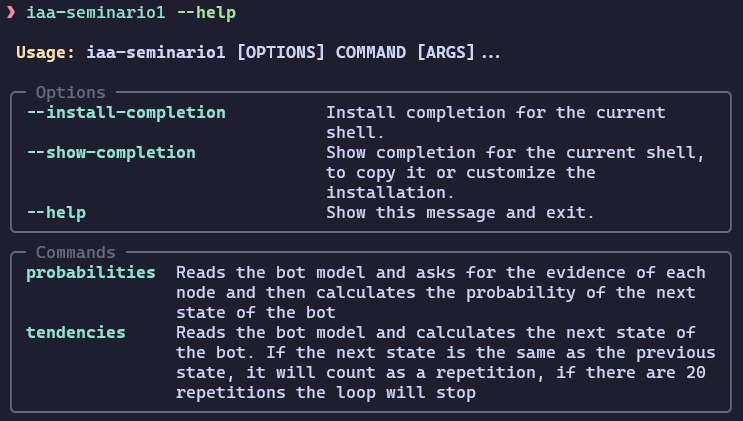 ❯ iaa-seminario1 --help
Usage: iaa-seminario1 [OPTIONS] COMMAND [ARGS]...
Options
--install-completion Install completion for the current
shell.
--show-completion Show completion for the current shell,
to copy it or customize the
installation.
--help Show this message and exit.
Commands
probabilities Reads the bot model and asks for the evidence of each
node and then calculates the probability of the next
state of the bot
tendencies Reads the bot model and calculates the next state of
the bot. If the next state is the same as the previous
state, it will count as a repetition, if there are 20
repetitions the loop will stop